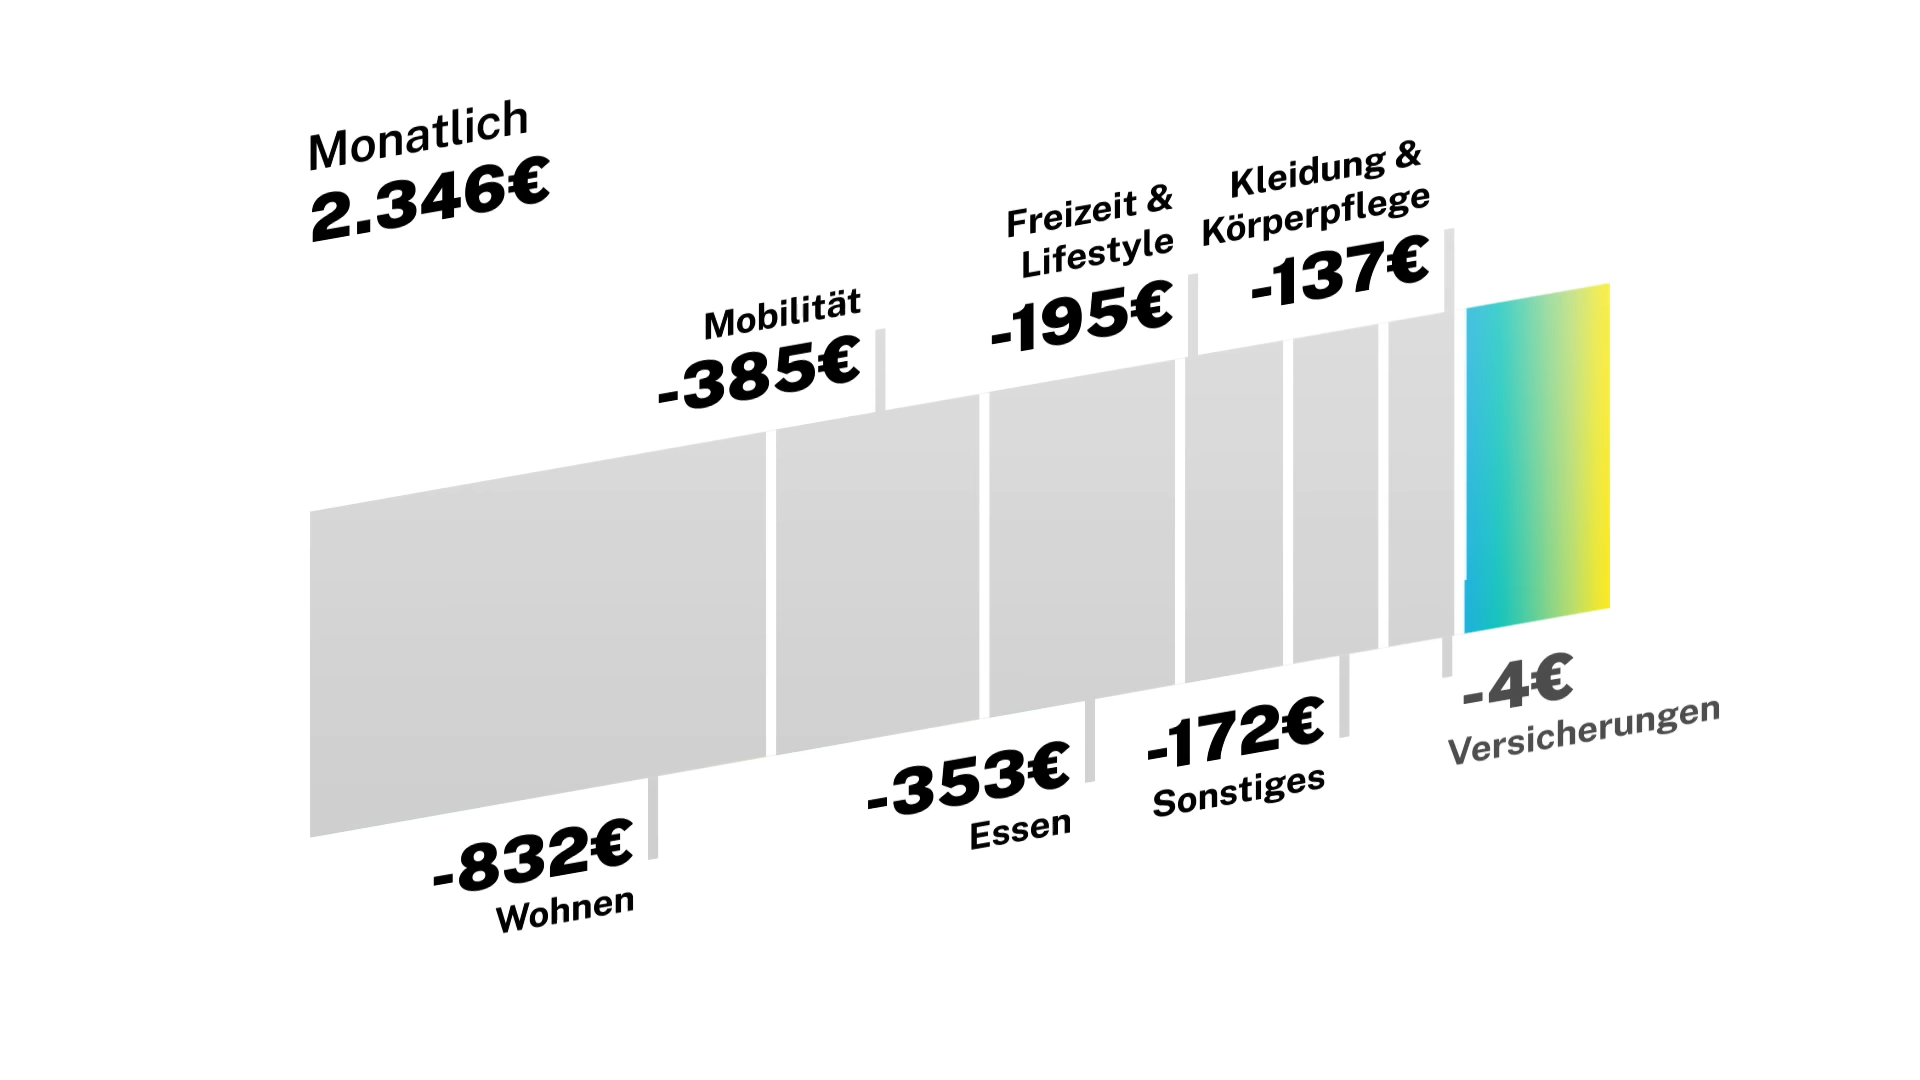 Monatlich
2.346€
Mobilität
-385€
Freizeit &
Lifestyle
-195€
Kleidung &
Körperpflege
-137€
-832€
Wohnen
-353€
Essen
-172€
Sonstiges
-4€
Versicherungen